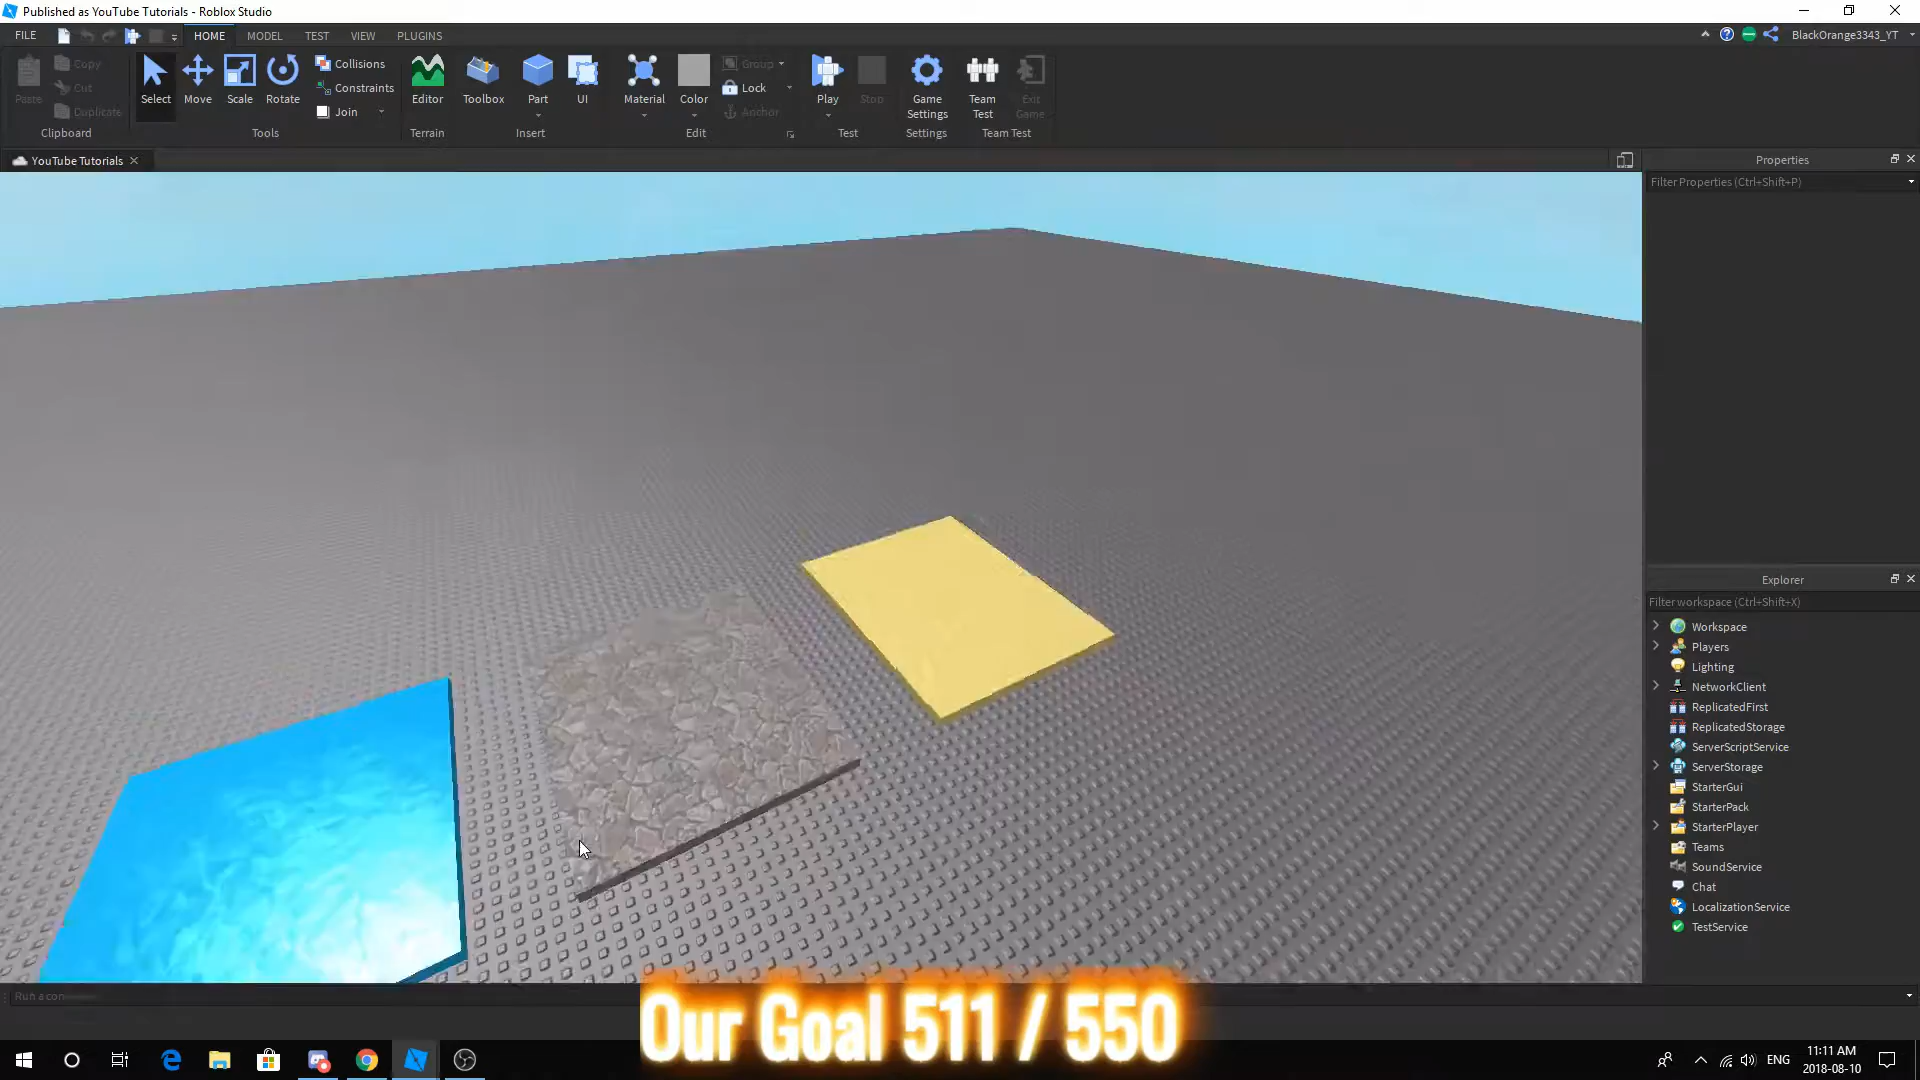 Published as YouTube Tutorials - Roblox Studio
FILE HOME MODEL TEST VIEW PLUGINS BlackOrange3343_YT
Paste Copy Cut Duplicate
Clipboard
Select Move Scale Rotate Collisions Constraints Join
Tools
Editor
Terrain
Toolbox Part UI
Insert
Material Color Group Lock Anchor
Edit
Play Stop
Test
Game Settings
Settings
Team Test Exit Game
Team Test
YouTube Tutorials
Properties
Filter Properties (Ctrl+Shift+P)
Explorer
Filter workspace (Ctrl+Shift+X)
Workspace
Players
Lighting
NetworkClient
ReplicatedFirst
ReplicatedStorage
ServerScriptService
ServerStorage
StarterGui
StarterPack
StarterPlayer
Teams
SoundService
Chat
LocalizationService
TestService
Run a
Our Goal 511 / 550
ENG
11:11 AM
2018-08-10